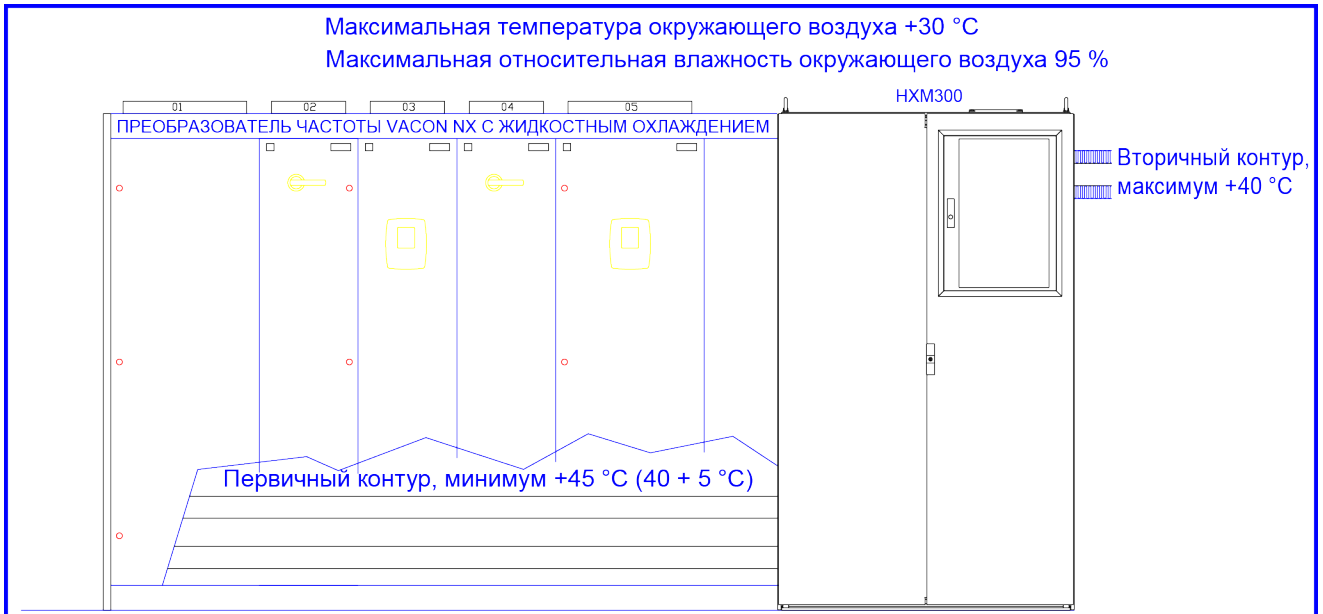 Максимальная температура окружающего воздуха +30 °C
Максимальная относительная влажность окружающего воздуха 95 %
HXM300
01 02 03 04 05
ПРЕОБРАЗОВАТЕЛЬ ЧАСТОТЫ VACON NX С ЖИДКОСТНЫМ ОХЛАЖДЕНИЕМ
Вторичный контур,
максимум +40 °C
Первичный контур, минимум +45 °C (40 + 5 °C)